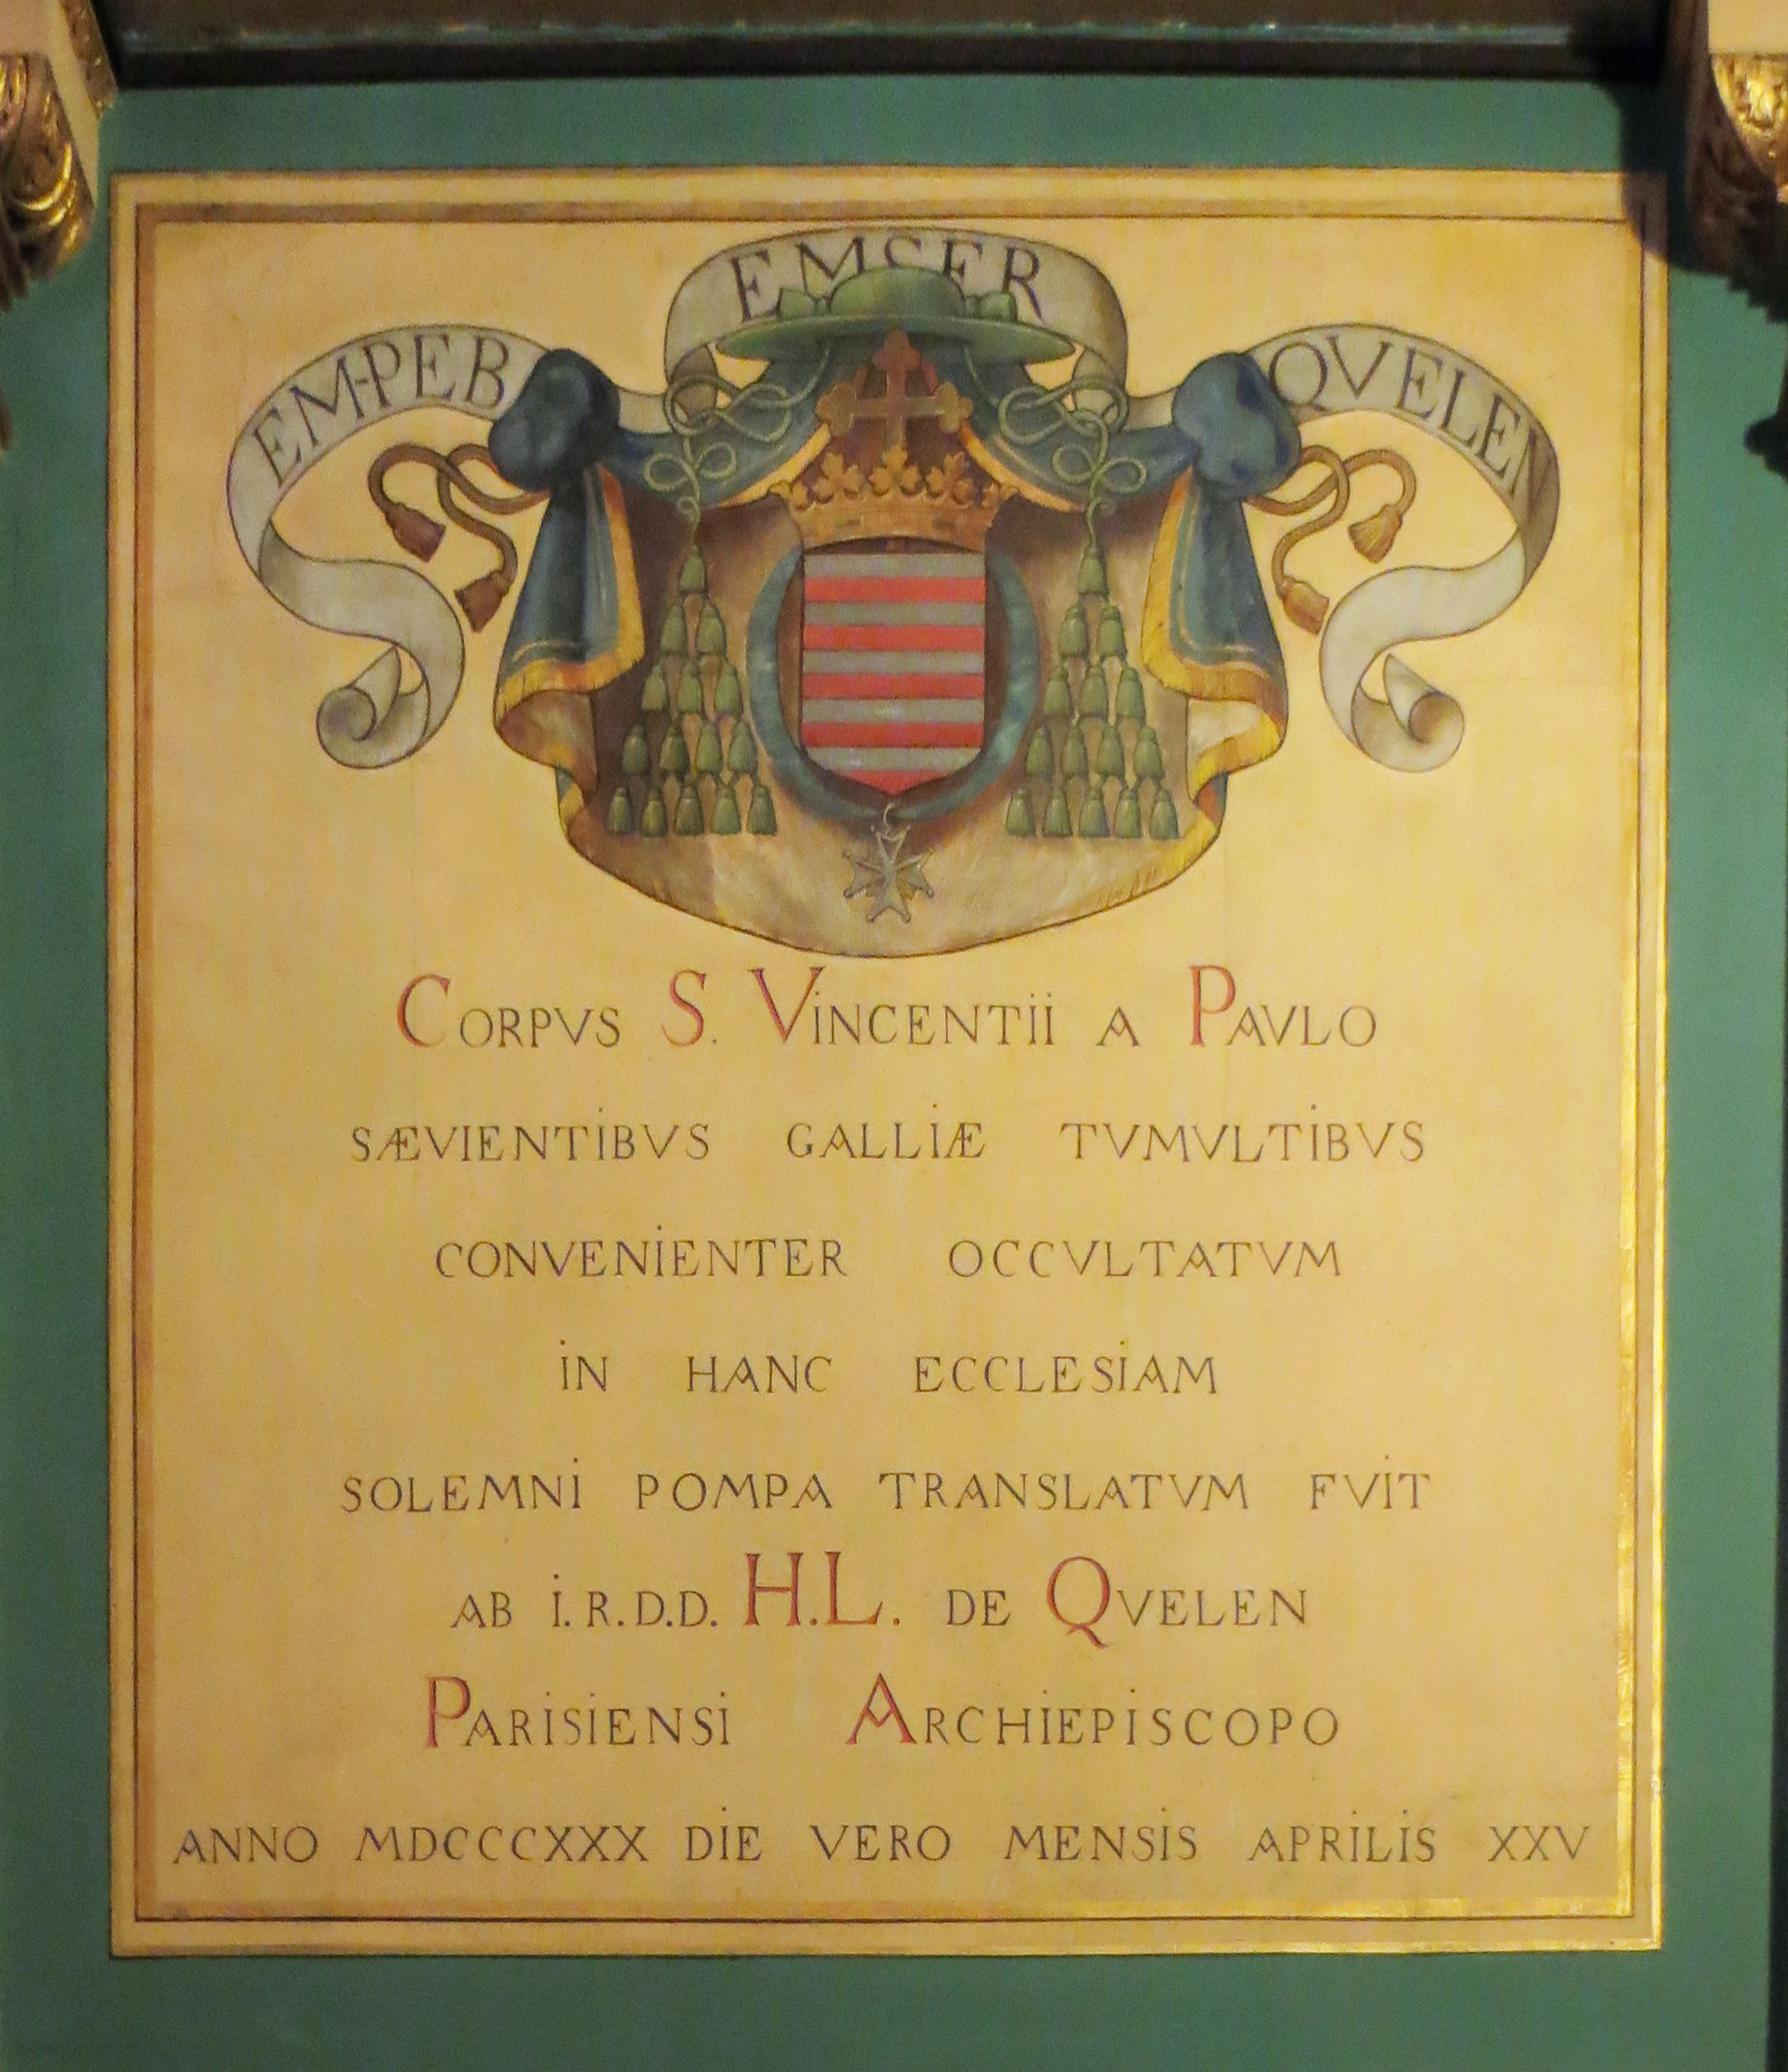 EM-PEB EMSER QVELEN
CORPVS S. VINCENTII A PAVLO
SÆVIENTIBVS GALLIÆ TVMVLTIBVS
CONVENIENTER OCCVLTATVM
IN HANC ECCLESIAM
SOLEMNI POMPA TRANSLATVM FVIT
AB I.R.D.D. H.L. DE QVELEN
PARISIENSI ARCHIEPISCOPO
ANNO MDCCCXXX DIE VERO MENSIS APRILIS XXV